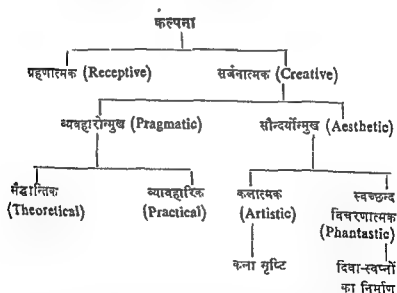 कल्पना
ग्रहणात्मक (Receptive) सर्जनात्मक (Creative)
व्यवहारोन्मुख (Pragmatic) सौन्दर्योन्मुख (Aesthetic)
सैद्धान्तिक व्यावहारिक कलात्मक स्वच्छन्द
(Theoretical) (Practical) (Artistic) विचरणात्मक
(Phantastic)
कला सृष्टि दिवा-स्वप्नों
का निर्माण